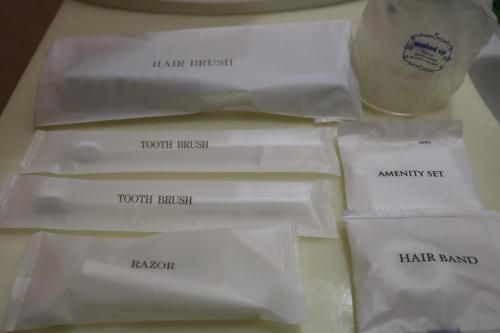 HAIR BRUSH
washed up
TOOTH BRUSH
TOOTH BRUSH
AMENITY SET
RAZOR
HAIR BAND